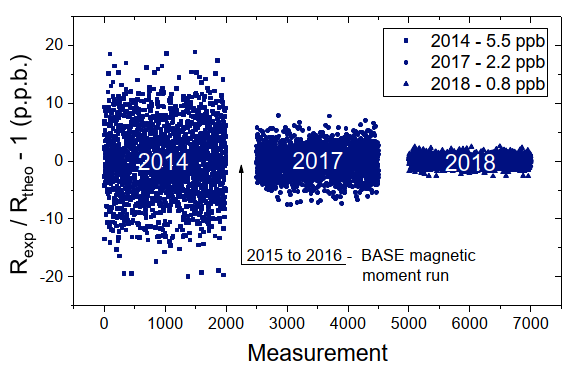 20
10
0
-10
-20
R_exp / R_theo - 1 (p.p.b.)
2014 - 5.5 ppb
2017 - 2.2 ppb
2018 - 0.8 ppb
2014
2017
2018
2015 to 2016 - BASE magnetic
moment run
0 1000 2000 3000 4000 5000 6000 7000
Measurement